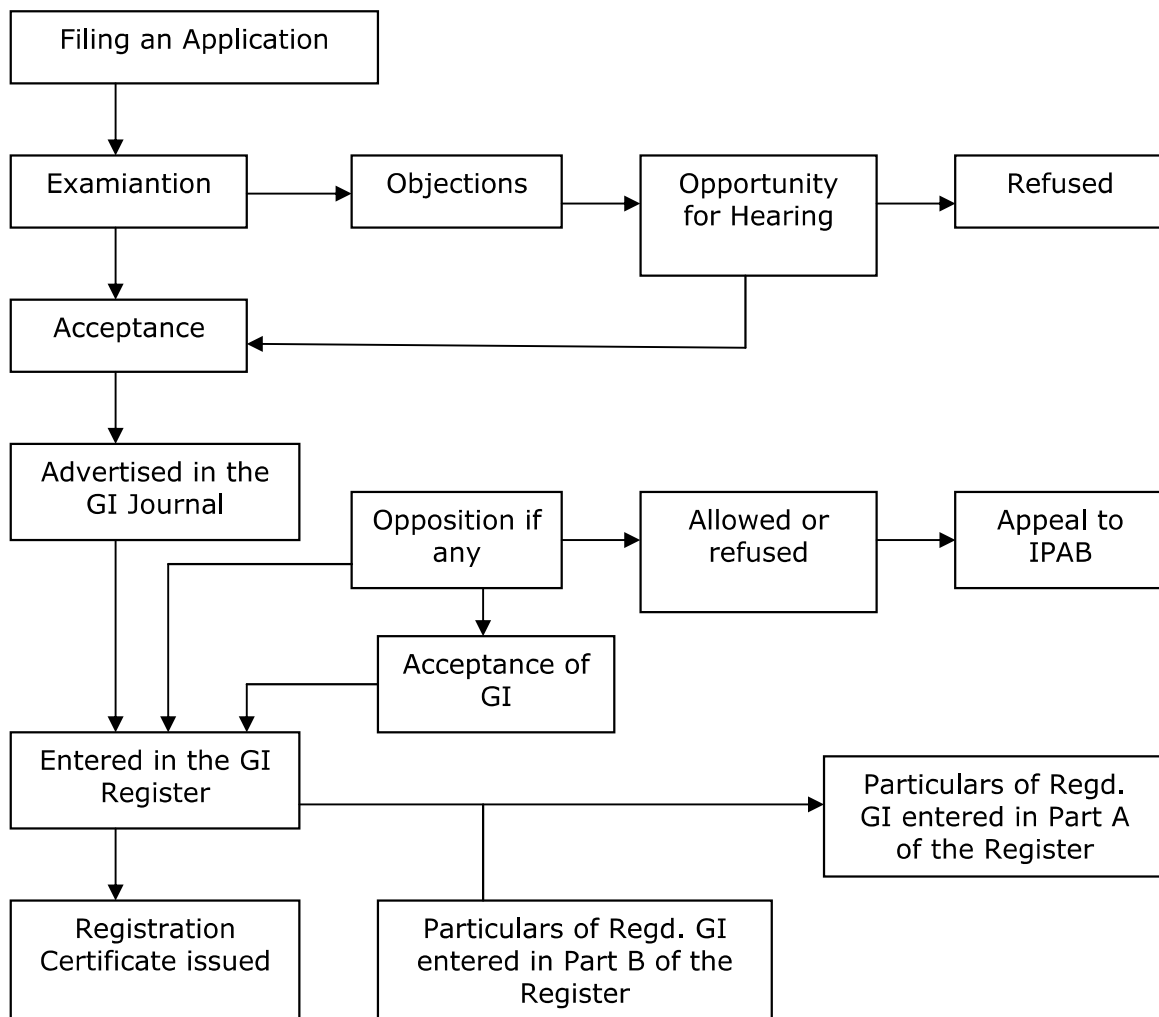 Filing an Application
Examiantion
Objections
Opportunity
for Hearing
Refused
Acceptance
Advertised in the
GI Journal
Opposition if
any
Allowed or
refused
Appeal to
IPAB
Acceptance of
GI
Entered in the GI
Register
Particulars of Regd.
GI entered in Part A
of the Register
Registration
Certificate issued
Particulars of Regd. GI
entered in Part B of the
Register